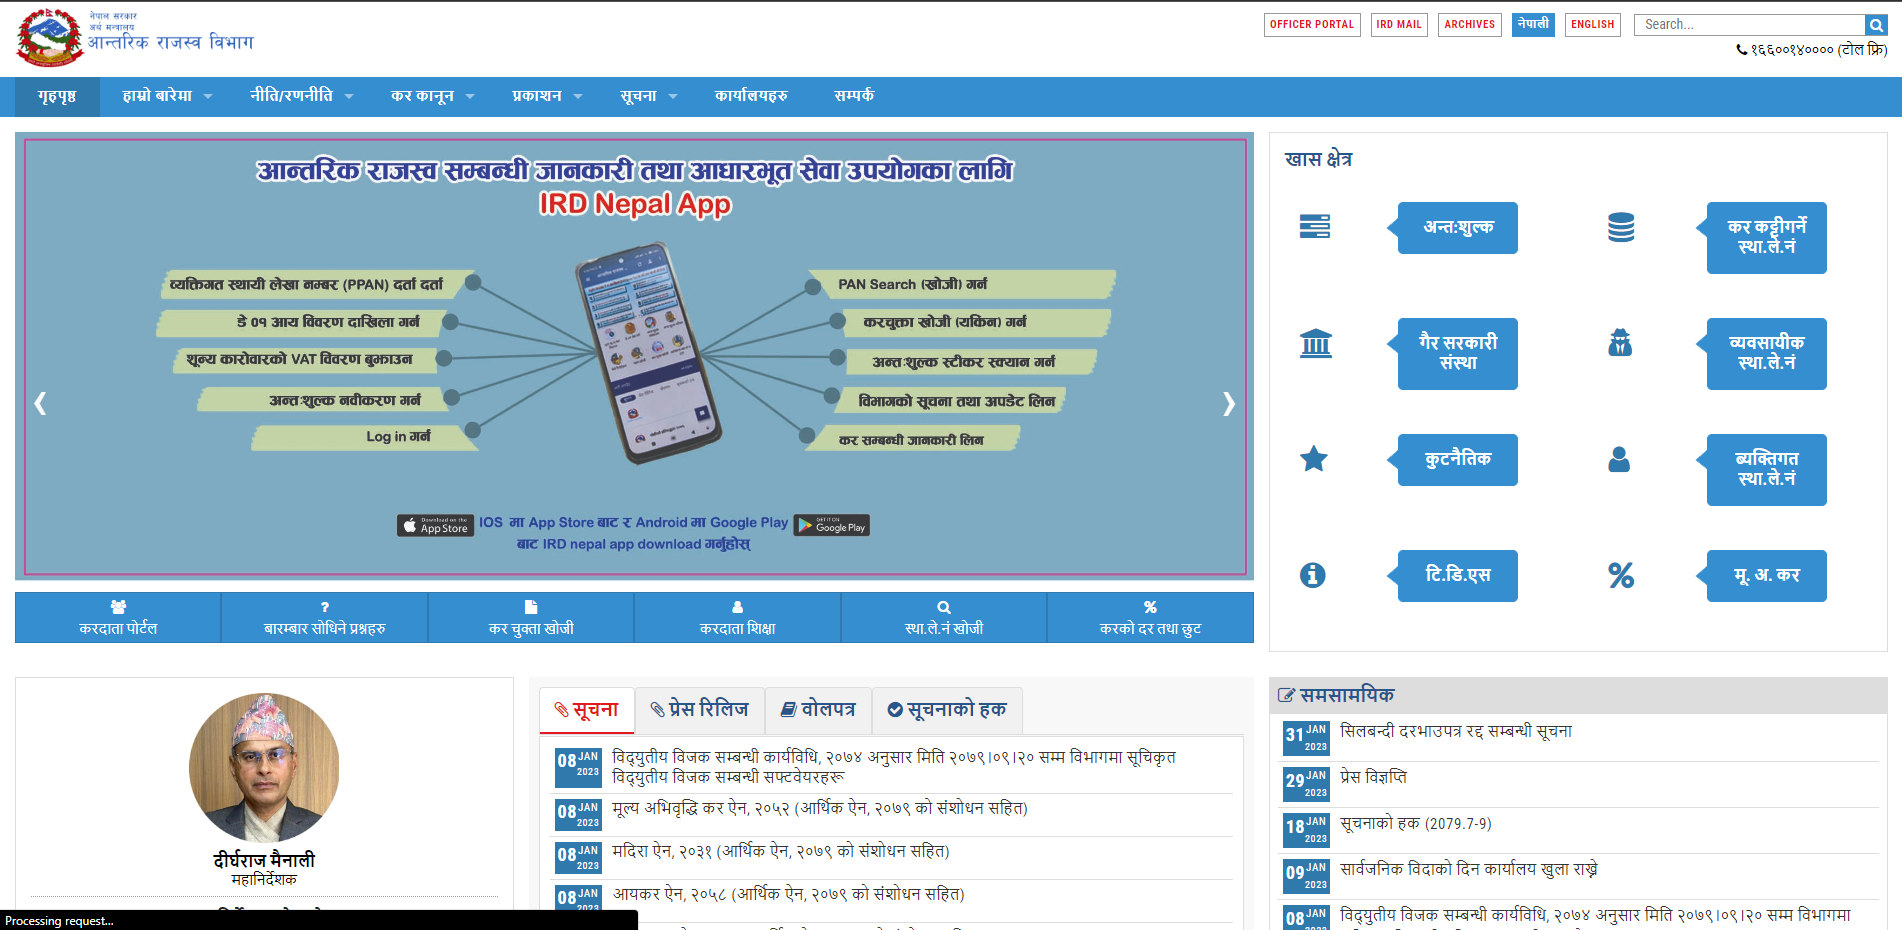 नेपाल सरकार
अर्थ मन्त्रालय
आन्तरिक राजस्व विभाग
OFFICER PORTAL
IRD MAIL
ARCHIVES
नेपाली
ENGLISH
Search...
१६६००१४०००० (टोल फ्रि)
गृहपृष्ठ
हाम्रो बारेमा
नीति/रणनीति
कर कानून
प्रकाशन
सूचना
कार्यालयहरु
सम्पर्क
आन्तरिक राजस्व सम्बन्धी जानकारी तथा आधारभूत सेवा उपयोगका लागि
IRD Nepal App
व्यक्तिगत स्थायी लेखा नम्बर (PPAN) दर्ता दर्ता
डे ०१ आय विवरण दाखिला गर्न
शून्य कारोवारको VAT विवरण बुझाउन
अन्तःशुल्क नवीकरण गर्न
Log in गर्न
PAN Search (खोजी) गर्न
करचुक्ता खोजी (यकिन) गर्न
अन्तःशुल्क स्टीकर स्क्यान गर्न
विभागको सूचना तथा अपडेट लिन
कर सम्बन्धी जानकारी लिन
Download on the
App Store
IOS मा App Store बाट र Android मा Google Play
GET IT ON
Google Play
बाट IRD nepal app download गर्नुहोस्
खास क्षेत्र
अन्त:शुल्क
कर कट्टीगर्ने
स्था.ले.नं
गैर सरकारी
संस्था
व्यवसायीक
स्था.ले.नं
कुटनैतिक
ब्यक्तिगत
स्था.ले.नं
टि.डि.एस
मू. अ. कर
करदाता पोर्टल
बारम्बार सोधिने प्रश्नहरु
कर चुक्ता खोजी
करदाता शिक्षा
स्था.ले.नं खोजी
करको दर तथा छुट
दीर्घराज मैनाली
महानिर्देशक
सूचना
प्रेस रिलिज
वोलपत्र
सूचनाको हक
08 JAN 2023
विद्युतीय विजक सम्बन्धी कार्यविधि, २०७४ अनुसार मिति २०७९।०९।२० सम्म विभागमा सूचिकृत
विद्युतीय विजक सम्बन्धी सफ्टवेयरहरू
08 JAN 2023
मूल्य अभिवृद्धि कर ऐन, २०५२ (आर्थिक ऐन, २०७९ को संशोधन सहित)
08 JAN 2023
मदिरा ऐन, २०३१ (आर्थिक ऐन, २०७९ को संशोधन सहित)
08 JAN 2023
आयकर ऐन, २०५८ (आर्थिक ऐन, २०७९ को संशोधन सहित)
समसामयिक
31 JAN 2023
सिलबन्दी दरभाउपत्र रद्द सम्बन्धी सूचना
29 JAN 2023
प्रेस विज्ञप्ति
18 JAN 2023
सूचनाको हक (2079.7-9)
09 JAN 2023
सार्वजनिक विदाको दिन कार्यालय खुला राख्ने
08 JAN 2023
विद्युतीय विजक सम्बन्धी कार्यविधि, २०७४ अनुसार मिति २०७९।०९।२० सम्म विभागमा
Processing request...